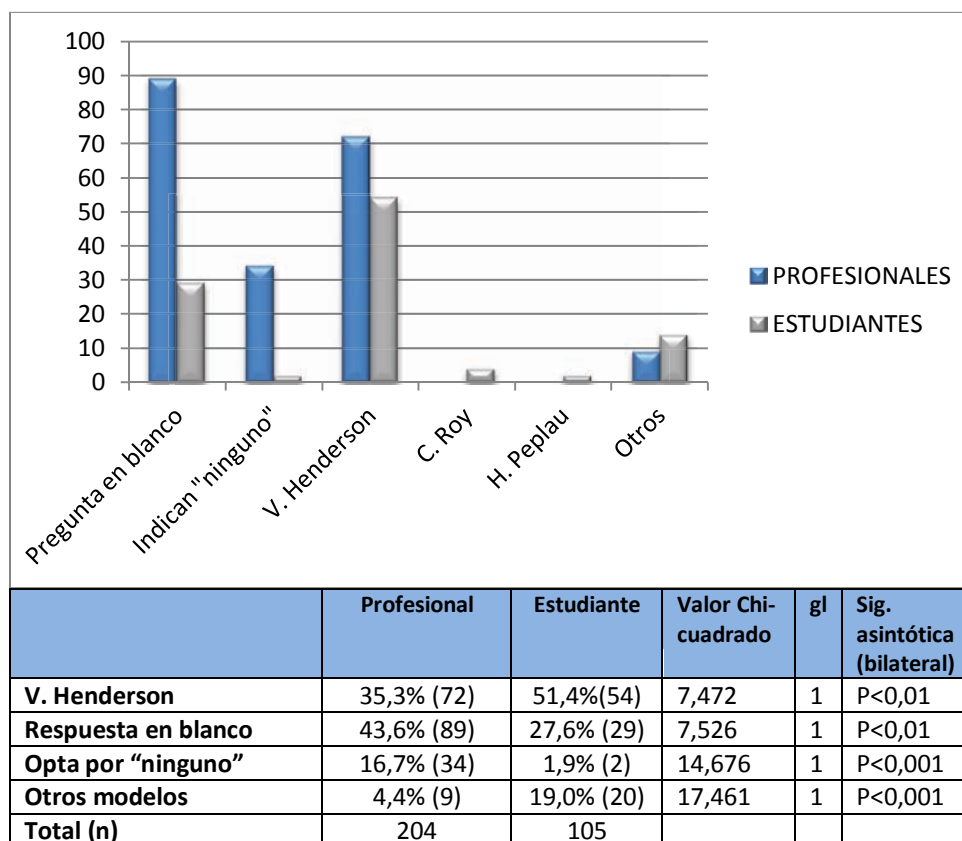 100
90
80
70
60
50
40
30
20
10
0
Pregunta en blanco
Indican "ninguno"
V. Henderson
C. Roy
H. Peplau
Otros
PROFESIONALES
ESTUDIANTES
Profesional Estudiante Valor Chi- gl Sig.
cuadrado asintótica
(bilateral)
V. Henderson 35,3% (72) 51,4%(54) 7,472 1 P<0,01
Respuesta en blanco 43,6% (89) 27,6% (29) 7,526 1 P<0,01
Opta por “ninguno” 16,7% (34) 1,9% (2) 14,676 1 P<0,001
Otros modelos 4,4% (9) 19,0% (20) 17,461 1 P<0,001
Total (n) 204 105